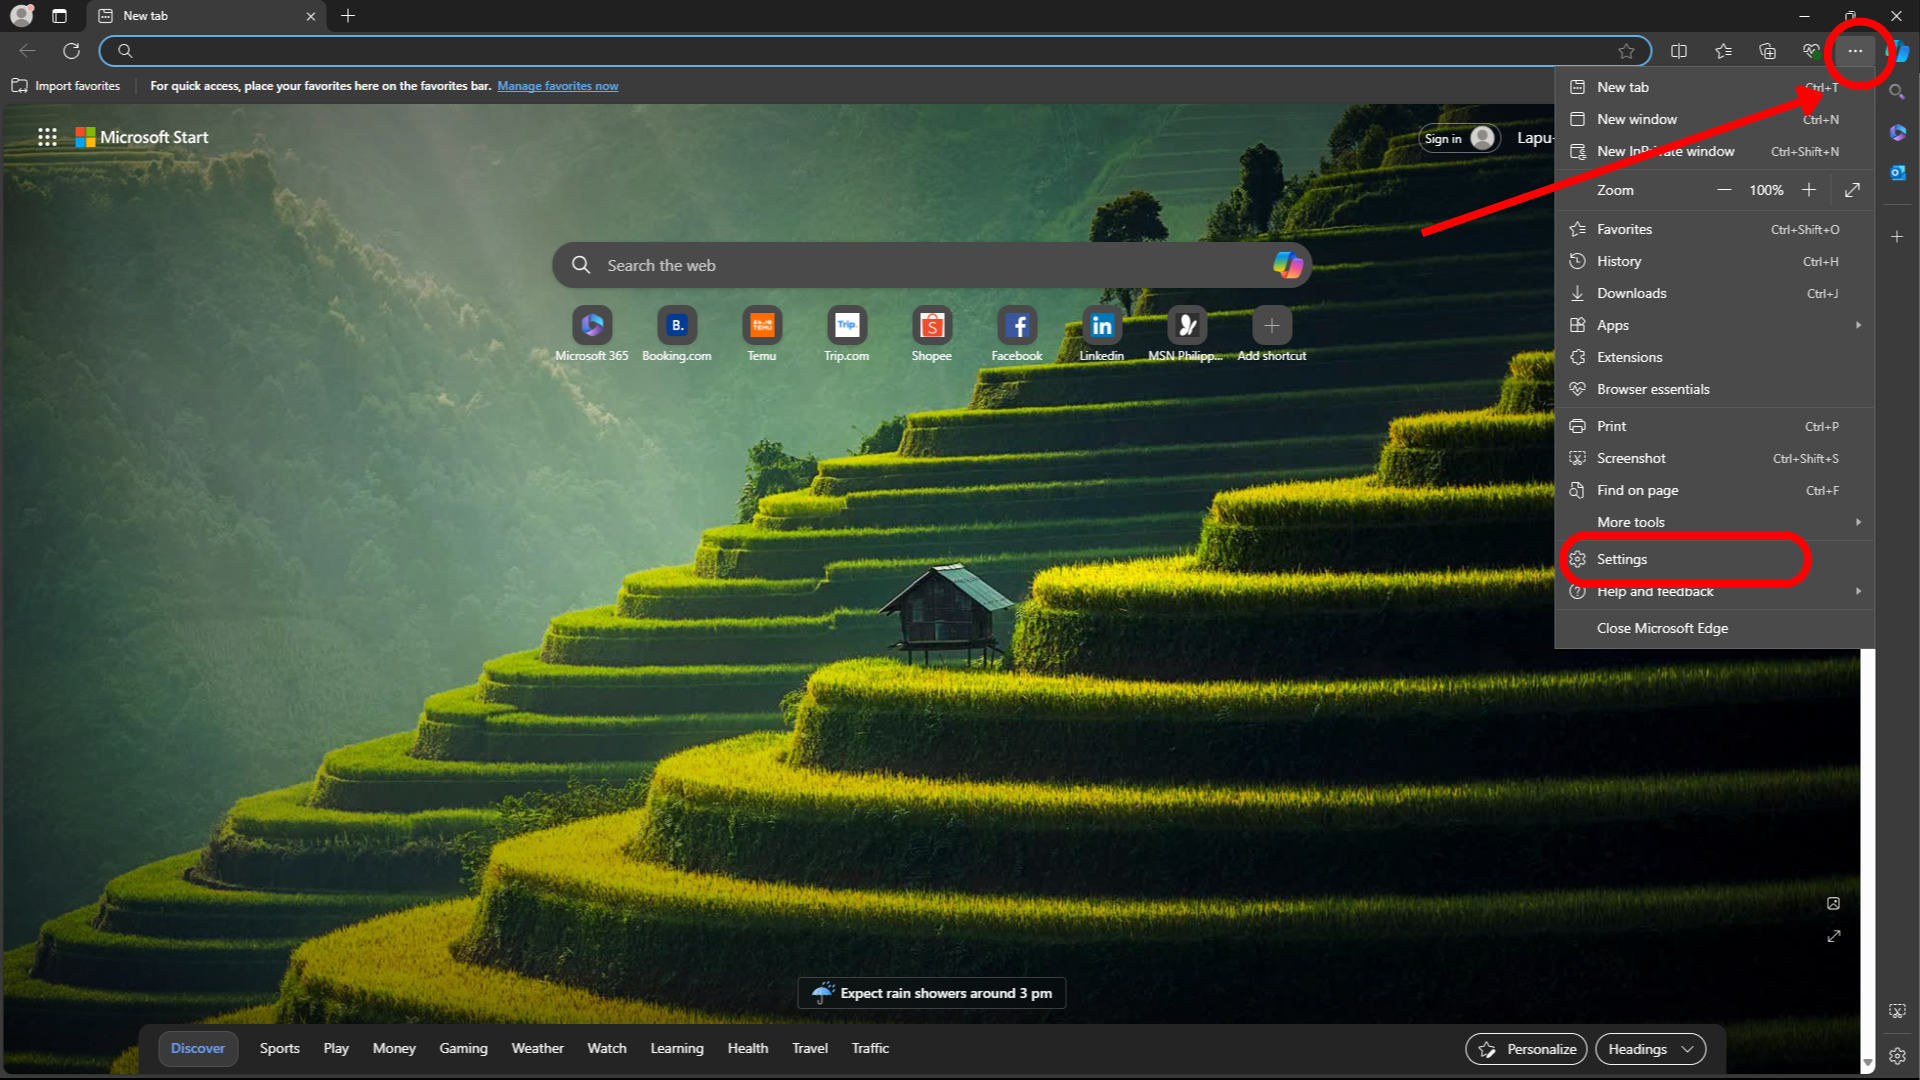 New tab
Import favorites
For quick access, place your favorites here on the favorites bar. Manage favorites now
Microsoft Start
Sign in
Lapu-
Search the web
Microsoft 365
B.
Booking.com
TEMU
Temu
Trip.
Trip.com
Shopee
Facebook
in
Linkedin
MSN Philipp...
Add shortcut
New tab Ctrl+T
New window Ctrl+N
New InPrivate window Ctrl+Shift+N
Zoom 100%
Favorites Ctrl+Shift+O
History Ctrl+H
Downloads Ctrl+J
Apps
Extensions
Browser essentials
Print Ctrl+P
Screenshot Ctrl+Shift+S
Find on page Ctrl+F
More tools
Settings
Help and feedback
Close Microsoft Edge
Expect rain showers around 3 pm
Discover Sports Play Money Gaming Weather Watch Learning Health Travel Traffic
Personalize
Headings